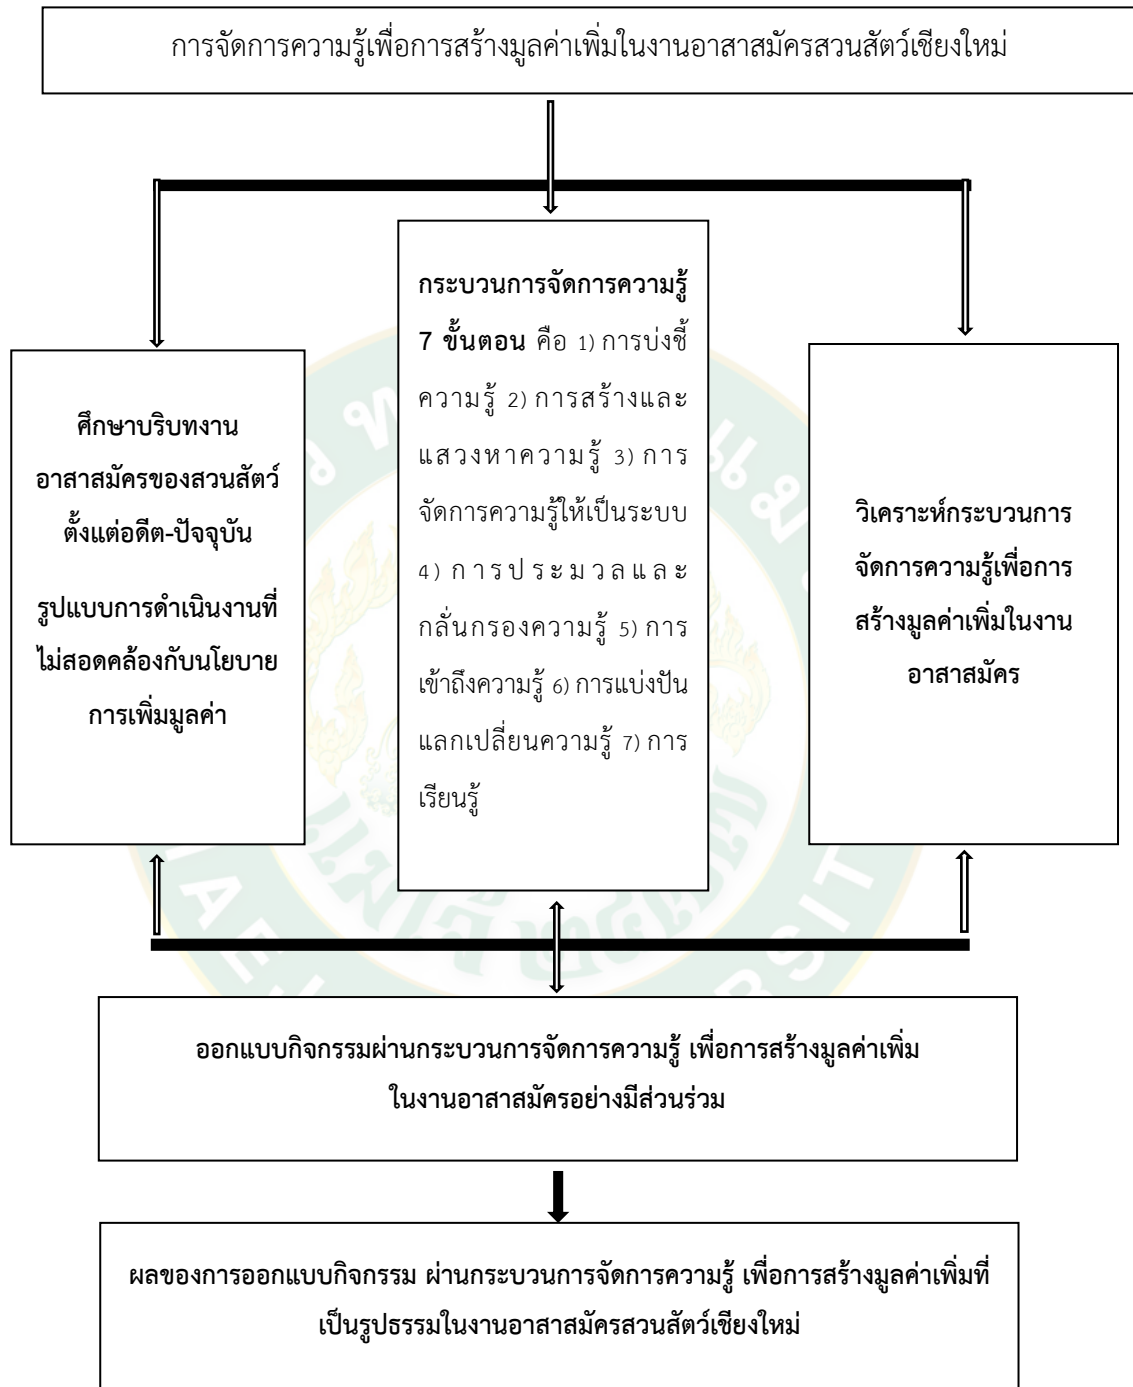 การจัดการความรู้เพื่อการสร้างมูลค่าเพิ่มในงานอาสาสมัครสวนสัตว์เชียงใหม่
ศึกษาบริบทงาน
อาสาสมัครของสวนสัตว์
ตั้งแต่อดีต-ปัจจุบัน
รูปแบบการดำเนินงานที่
ไม่สอดคล้องกับนโยบาย
การเพิ่มมูลค่า
กระบวนการจัดการความรู้
7 ขั้นตอน คือ 1) การบ่งชี้
ความรู้ 2) การสร้างและ
แสวงหาความรู้ 3) การ
จัดการความรู้ให้เป็นระบบ
4) การประมวลและ
กลั่นกรองความรู้ 5) การ
เข้าถึงความรู้ 6) การแบ่งปัน
แลกเปลี่ยนความรู้ 7) การ
เรียนรู้
วิเคราะห์กระบวนการ
จัดการความรู้เพื่อการ
สร้างมูลค่าเพิ่มในงาน
อาสาสมัคร
ออกแบบกิจกรรมผ่านกระบวนการจัดการความรู้ เพื่อการสร้างมูลค่าเพิ่ม
ในงานอาสาสมัครอย่างมีส่วนร่วม
ผลของการออกแบบกิจกรรม ผ่านกระบวนการจัดการความรู้ เพื่อการสร้างมูลค่าเพิ่มที่
เป็นรูปธรรมในงานอาสาสมัครสวนสัตว์เชียงใหม่